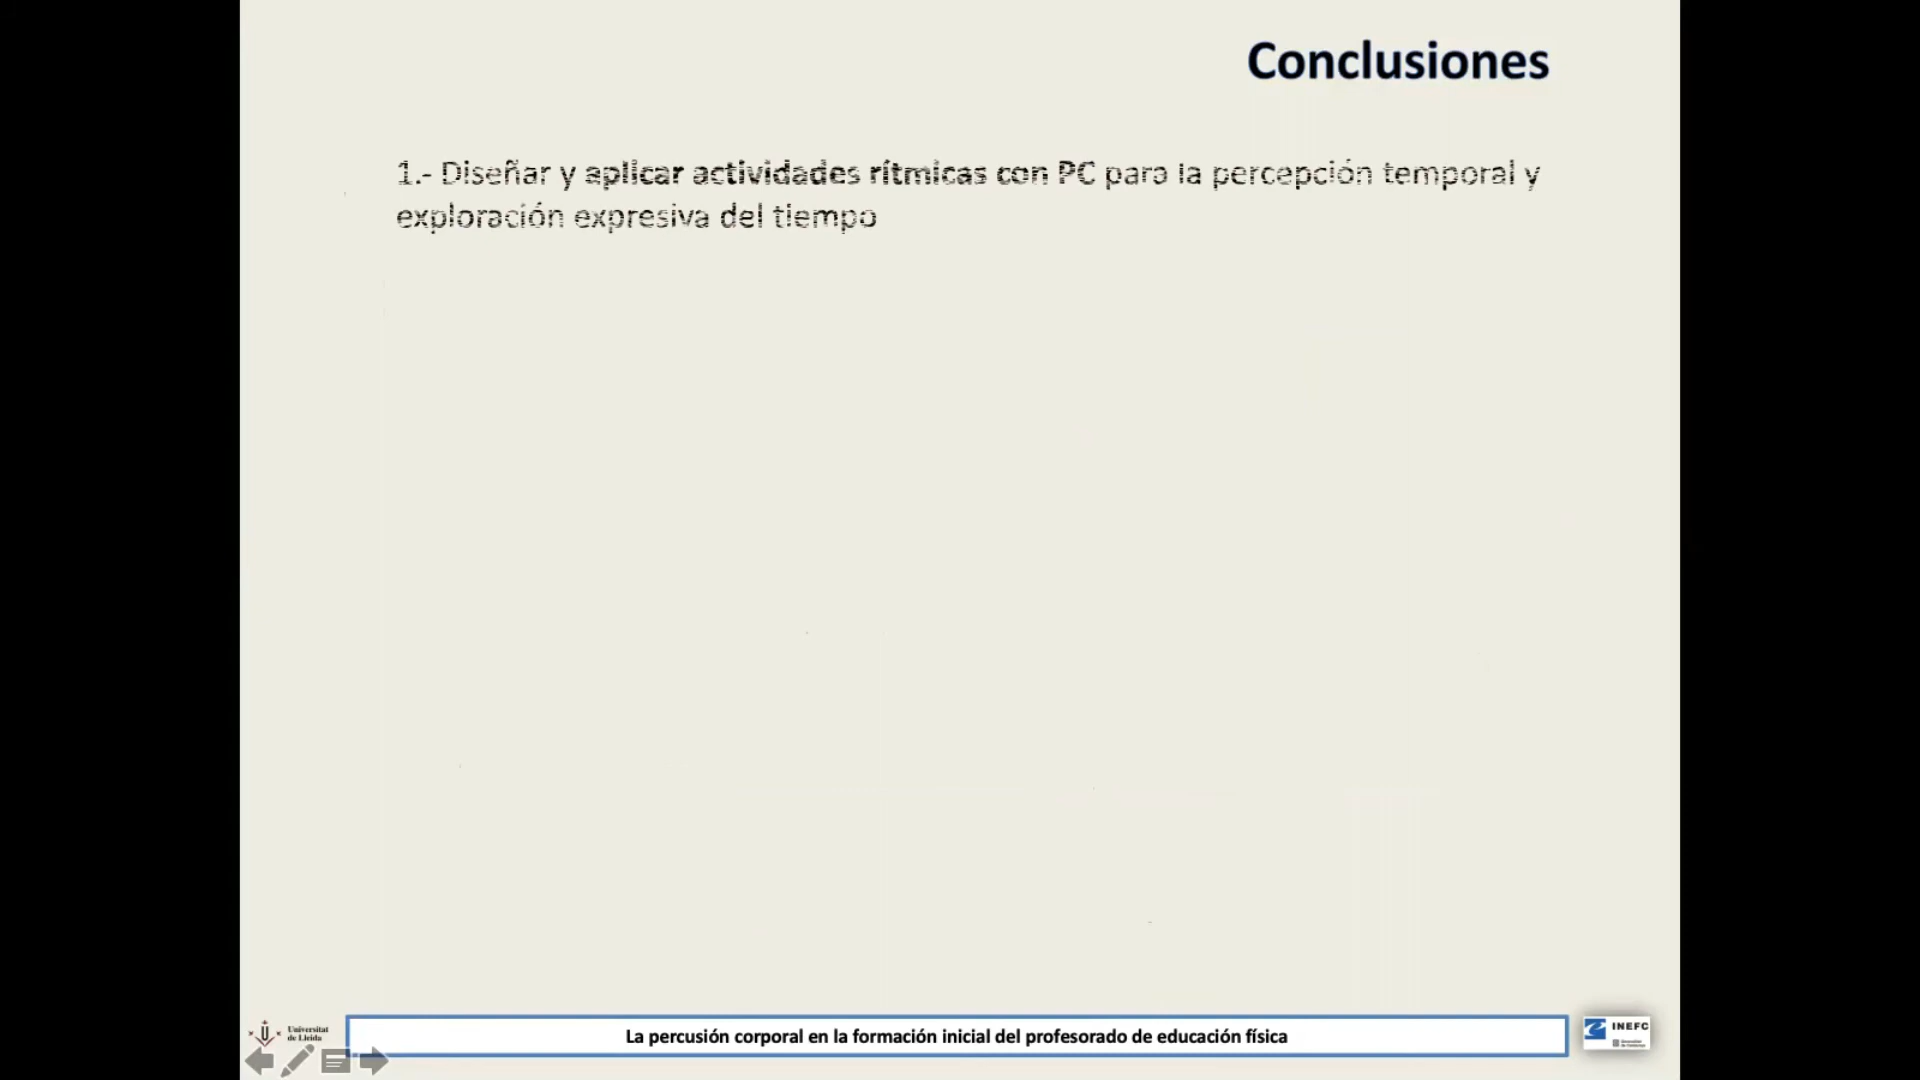 Conclusiones
1.- Diseñar y aplicar actividades rítmicas con PC para la percepción temporal y
exploración expresiva del tiempo
Universitat
de Lleida
La percusión corporal en la formación inicial del profesorado de educación física
INEFC